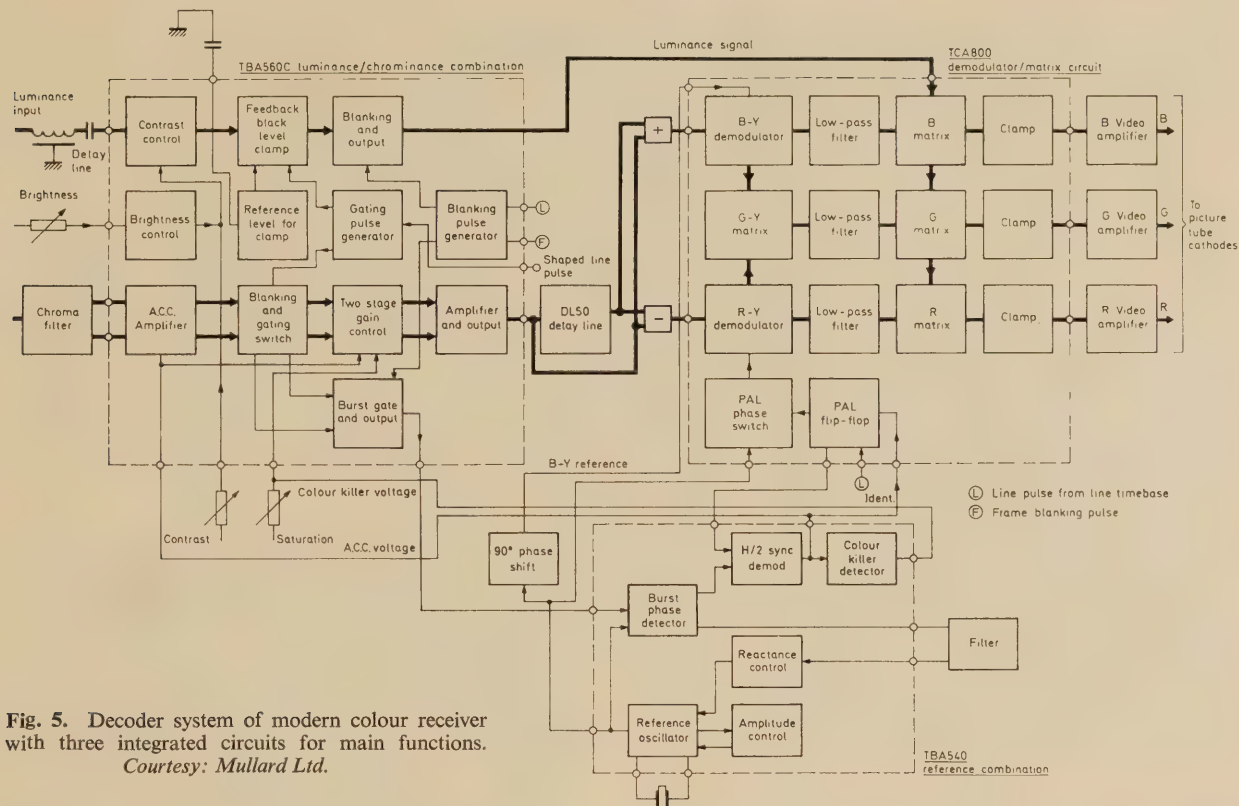 Luminance signal
TCA800
demodulator/matrix circuit
TBA560C luminance/chrominance combination
Luminance
input
Delay
line
Contrast
control
Feedback
black
level
clamp
Blanking
and
output
+
B-Y
demodulator
Low-pass
filter
B
matrix
Clamp
B Video
amplifier
B
Brightness
Brightness
control
Reference
level for
clamp
Gating
pulse
generator
Blanking
pulse
generator
L
F
Shaped line
pulse
G-Y
matrix
Low-pass
filter
G
matrix
Clamp
G Video
amplifier
G
To
picture
tube
cathodes
Chroma
filter
A.C.C.
Amplifier
Blanking
and
gating
switch
Two stage
gain
control
Amplifier
and output
DL50
delay line
−
R-Y
demodulator
Low-pass
filter
R
matrix
Clamp
R Video
amplifier
R
Burst gate
and output
PAL
phase
switch
PAL
flip-flop
B-Y reference
L
Ident.
Contrast
Saturation
Colour killer voltage
A.C.C. voltage
L Line pulse from line timebase
F Frame blanking pulse
90° phase
shift
H/2 sync
demod
Colour
killer
detector
Burst
phase
detector
Filter
Reactance
control
Reference
oscillator
Amplitude
control
TBA540
reference combination
Fig. 5. Decoder system of modern colour receiver
with three integrated circuits for main functions.
Courtesy: Mullard Ltd.